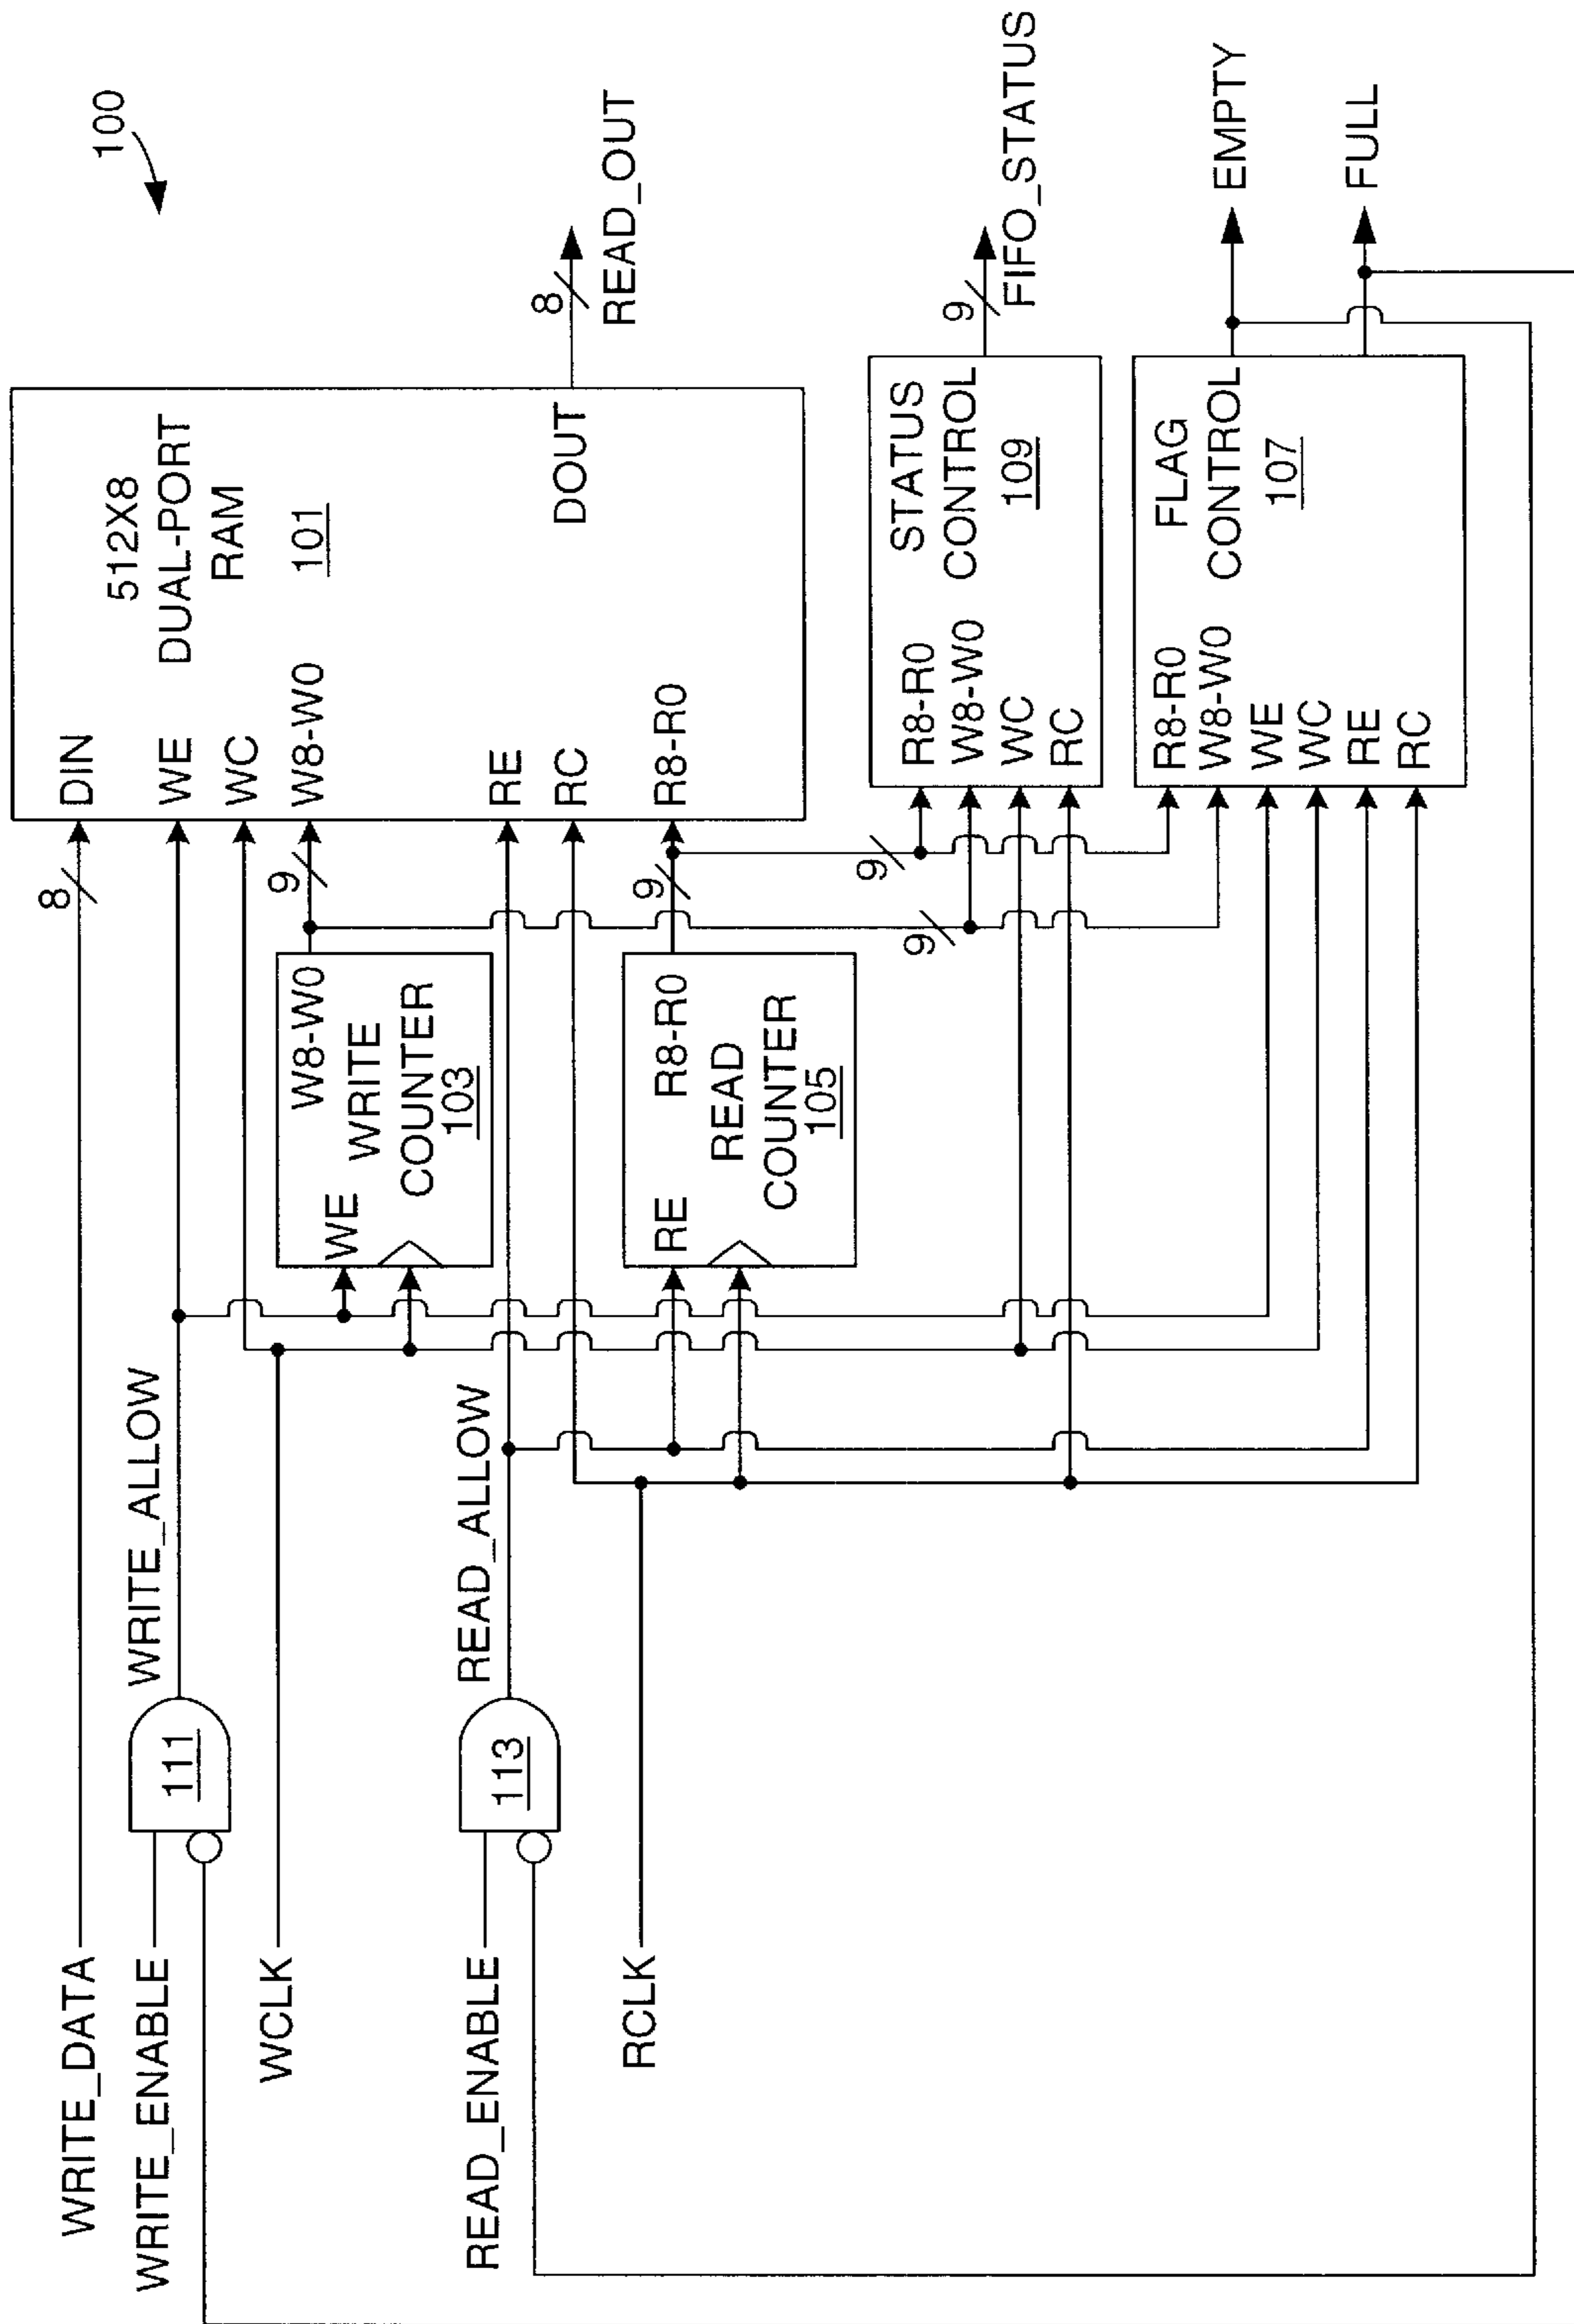 100
WRITE_DATA
8
DIN
512X8
DUAL-PORT
RAM
101
WRITE_ENABLE
111
WRITE_ALLOW
WE
WCLK
WC
W8-W0
9
W8-W0
WE
WRITE
COUNTER
103
READ_ENABLE
113
READ_ALLOW
RE
RC
DOUT
8
READ_OUT
RCLK
RE
R8-R0
READ
COUNTER
105
9
R8-R0
9
9
STATUS
CONTROL
109
R8-R0
W8-W0
WC
RC
9
FIFO_STATUS
FLAG
CONTROL
107
R8-R0
W8-W0
WE
WC
RE
RC
EMPTY
FULL